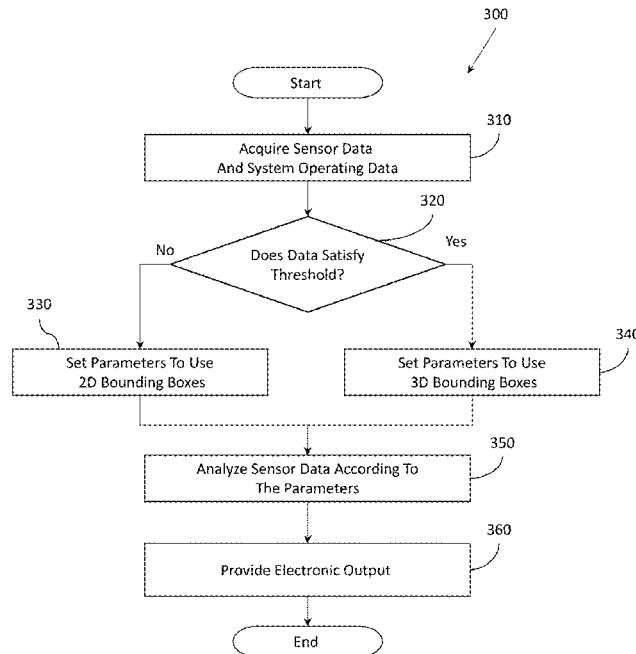 300
Start
310
Acquire Sensor Data
And System Operating Data
320
No
Yes
Does Data Satisfy
Threshold?
330
340
Set Parameters To Use
2D Bounding Boxes
Set Parameters To Use
3D Bounding Boxes
350
Analyze Sensor Data According To
The Parameters
360
Provide Electronic Output
End